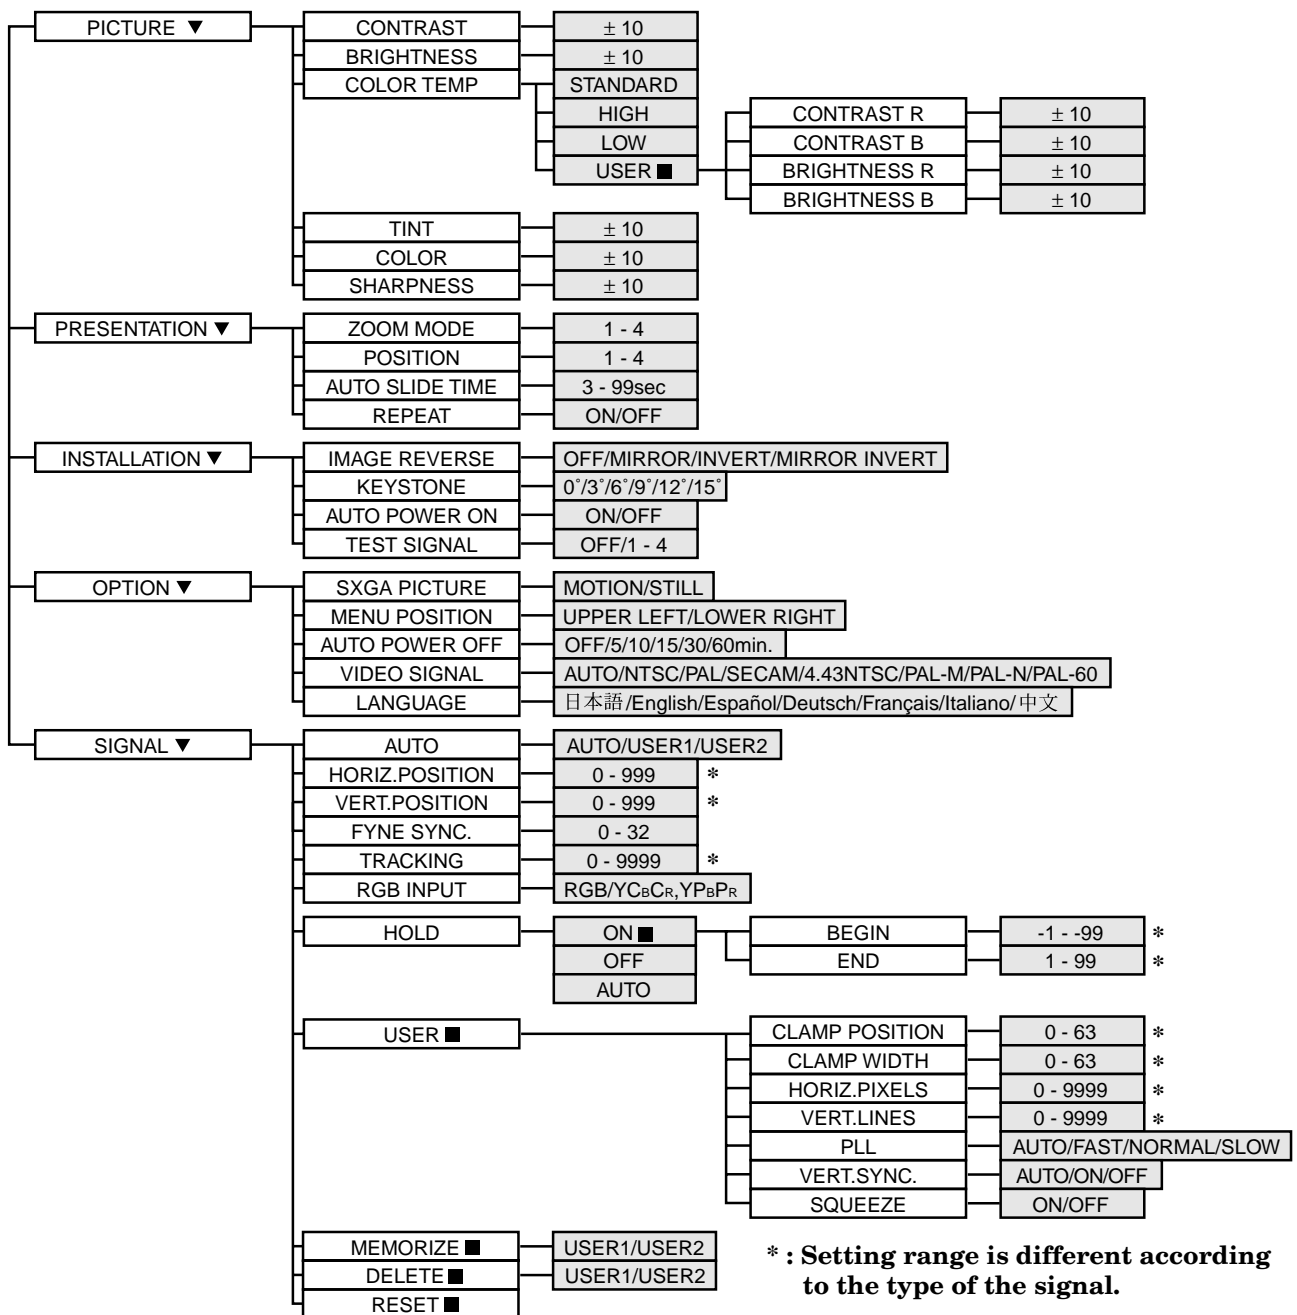 PICTURE ▼ CONTRAST ± 10
BRIGHTNESS ± 10
COLOR TEMP STANDARD
HIGH CONTRAST R ± 10
LOW CONTRAST B ± 10
USER ■ BRIGHTNESS R ± 10
BRIGHTNESS B ± 10
TINT ± 10
COLOR ± 10
SHARPNESS ± 10
PRESENTATION ▼ ZOOM MODE 1 - 4
POSITION 1 - 4
AUTO SLIDE TIME 3 - 99sec
REPEAT ON/OFF
INSTALLATION ▼ IMAGE REVERSE OFF/MIRROR/INVERT/MIRROR INVERT
KEYSTONE 0˚/3˚/6˚/9˚/12˚/15˚
AUTO POWER ON ON/OFF
TEST SIGNAL OFF/1 - 4
OPTION ▼ SXGA PICTURE MOTION/STILL
MENU POSITION UPPER LEFT/LOWER RIGHT
AUTO POWER OFF OFF/5/10/15/30/60min.
VIDEO SIGNAL AUTO/NTSC/PAL/SECAM/4.43NTSC/PAL-M/PAL-N/PAL-60
LANGUAGE 日本語/English/Español/Deutsch/Français/Italiano/中文
SIGNAL ▼ AUTO AUTO/USER1/USER2
HORIZ.POSITION 0 - 999 *
VERT.POSITION 0 - 999 *
FYNE SYNC. 0 - 32
TRACKING 0 - 9999 *
RGB INPUT RGB/YCBCR,YPBPR
HOLD ON ■ BEGIN -1 - -99 *
OFF END 1 - 99 *
AUTO
USER ■ CLAMP POSITION 0 - 63 *
CLAMP WIDTH 0 - 63 *
HORIZ.PIXELS 0 - 9999 *
VERT.LINES 0 - 9999 *
PLL AUTO/FAST/NORMAL/SLOW
VERT.SYNC. AUTO/ON/OFF
SQUEEZE ON/OFF
MEMORIZE ■ USER1/USER2
DELETE ■ USER1/USER2
RESET ■
* : Setting range is different according
to the type of the signal.